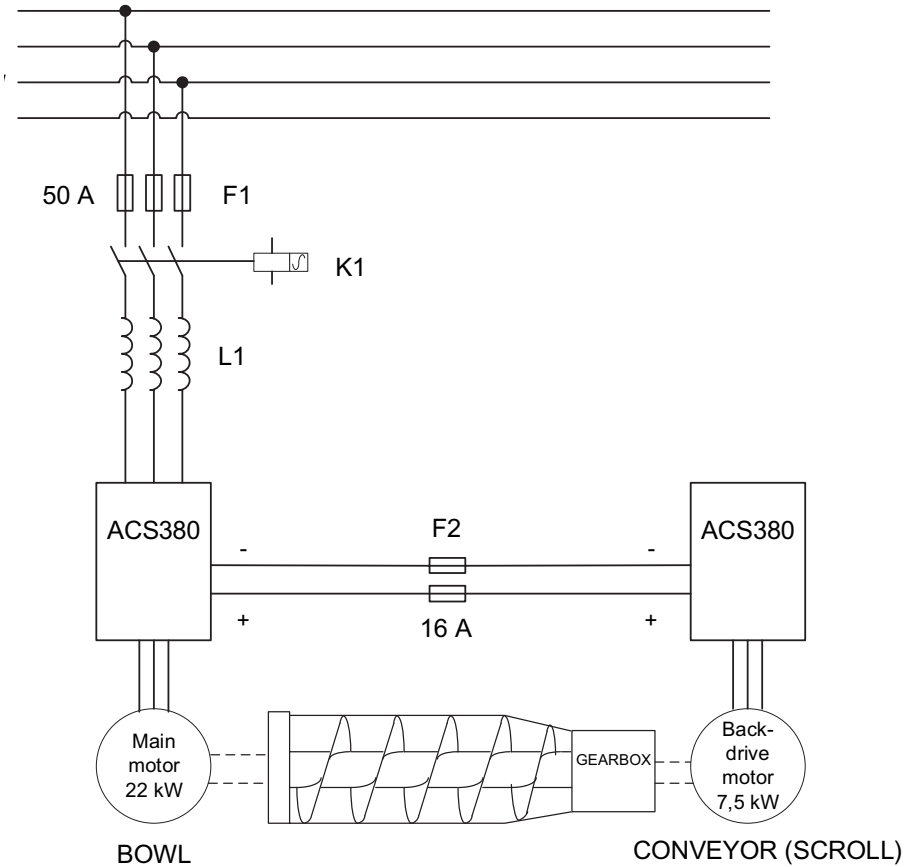 50 A
F1
K1
L1
ACS380
ACS380
-
F2
-
+
16 A
+
Main
motor
22 kW
GEARBOX
Back-
drive
motor
7,5 kW
BOWL
CONVEYOR (SCROLL)